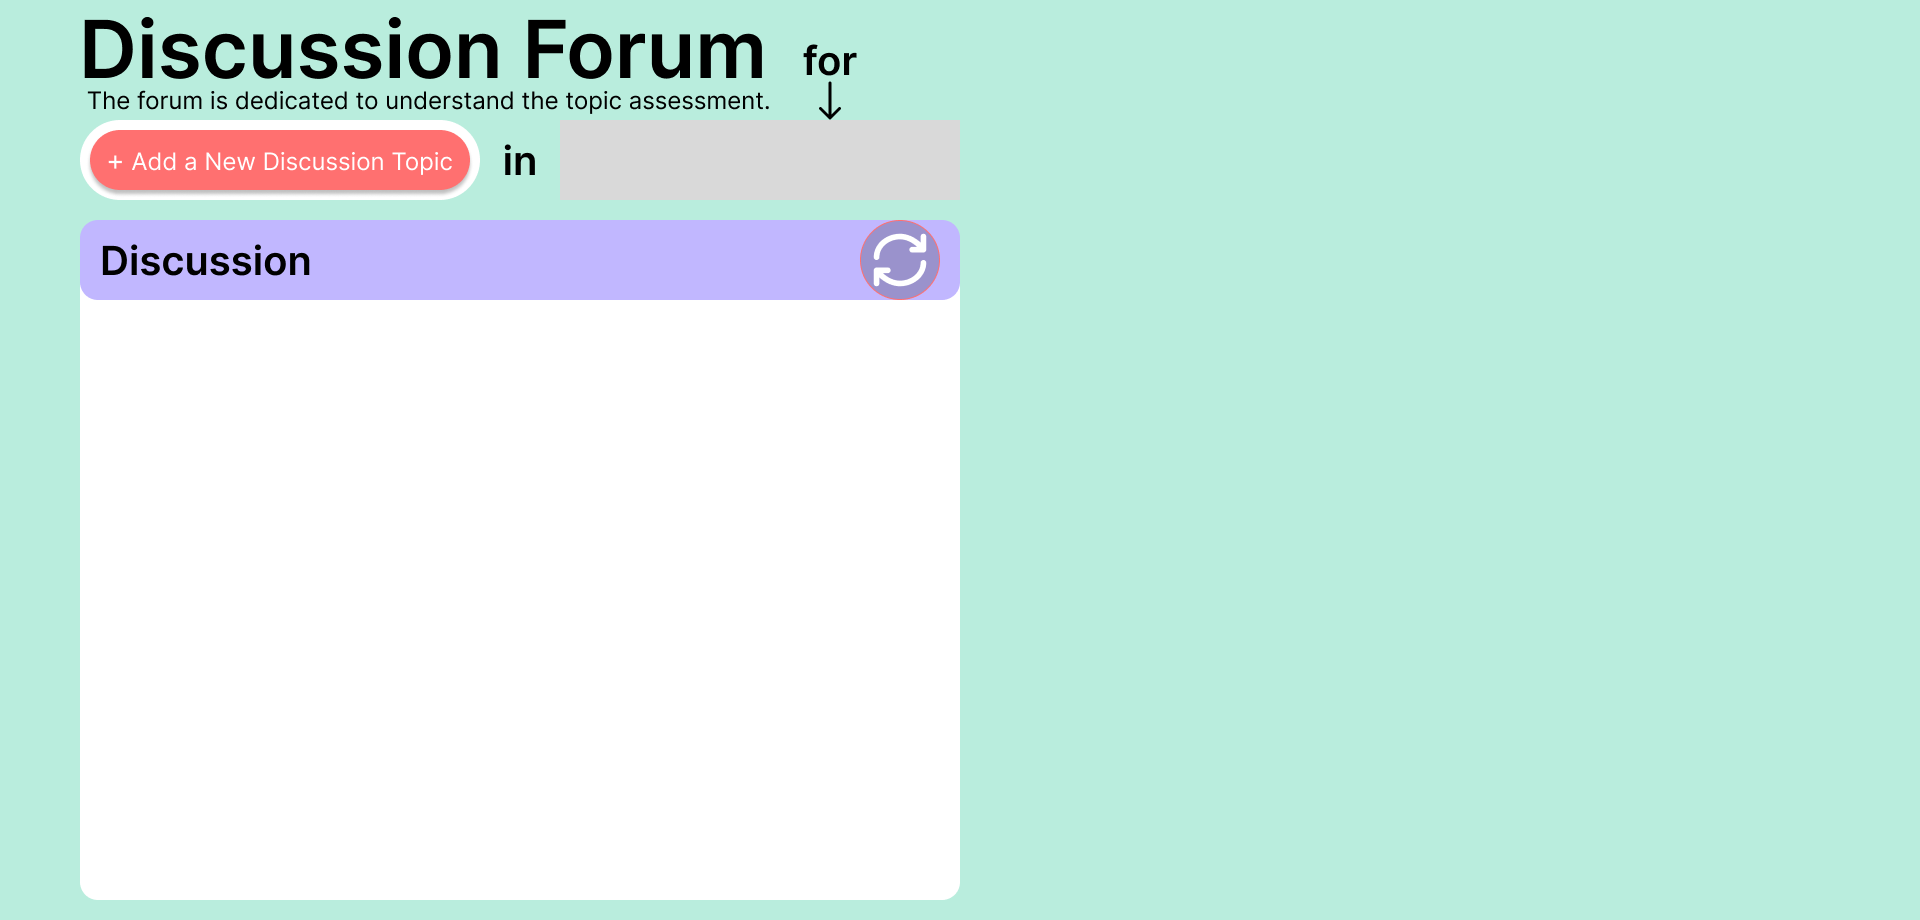 Discussion Forum
for
The forum is dedicated to understand the topic assessment.
+ Add a New Discussion Topic
in
Discussion